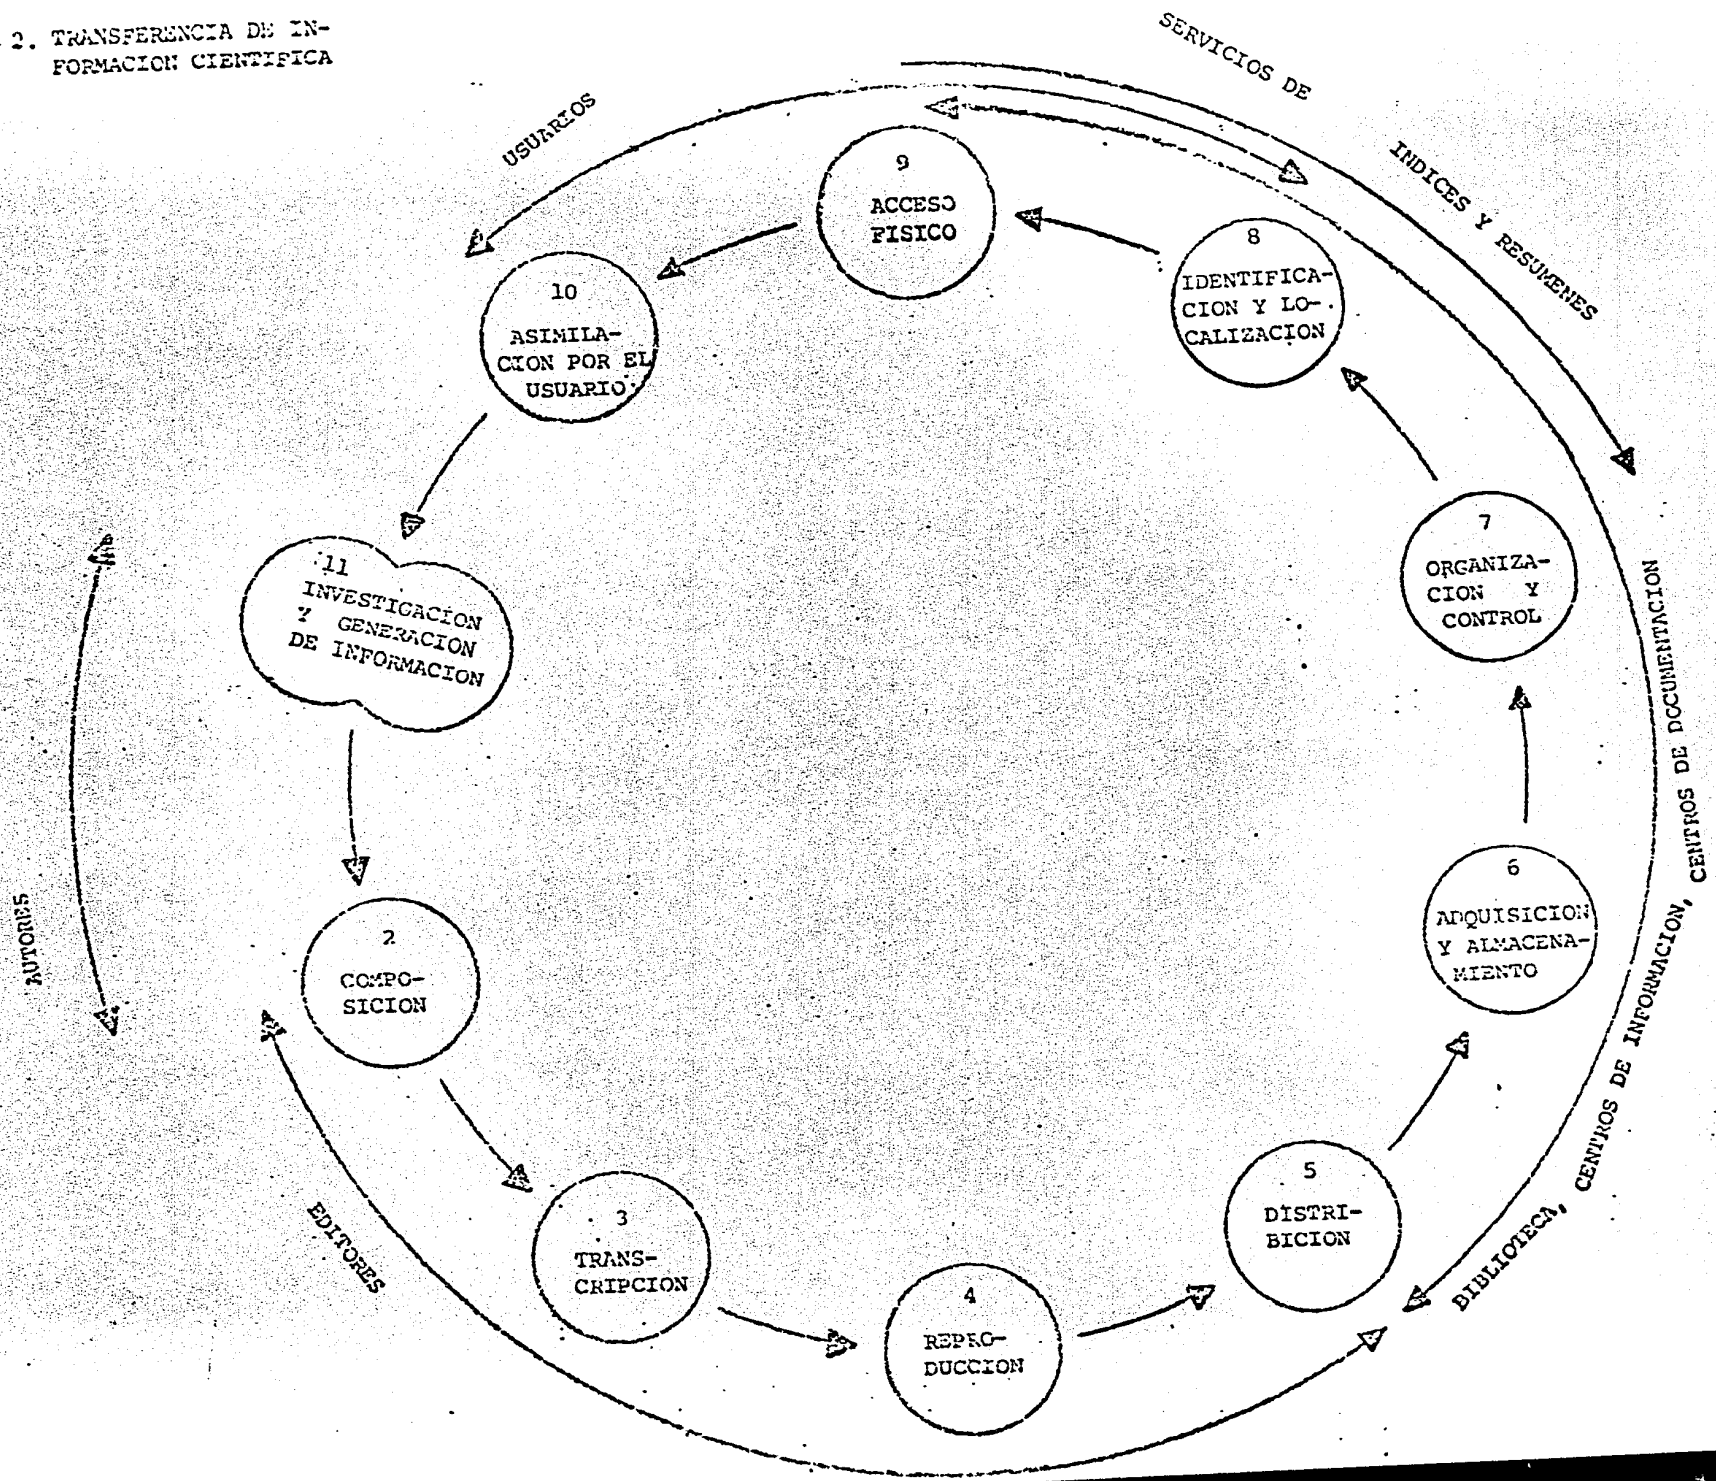 2. TRANSFERENCIA DE IN-
FORMACION CIENTIFICA
SERVICIOS DE
INDICES Y RESUMENES
USUARIOS
9
ACCESO
FISICO
8
IDENTIFICA-
CION Y LO-
CALIZACION
10
ASIMILA-
CION POR EL
USUARIO
7
ORGANIZA-
CION Y
CONTROL
11
INVESTIGACION
Y GENERACION
DE INFORMACION
6
ADQUISICION
Y ALMACENA-
MIENTO
BIBLIOTECA, CENTROS DE INFORMACION, CENTROS DE DOCUMENTACION
AUTORES
2
COMPO-
SICION
5
DISTRI-
BICION
3
TRANS-
CRIPCION
4
REPRO-
DUCCION
EDITORES